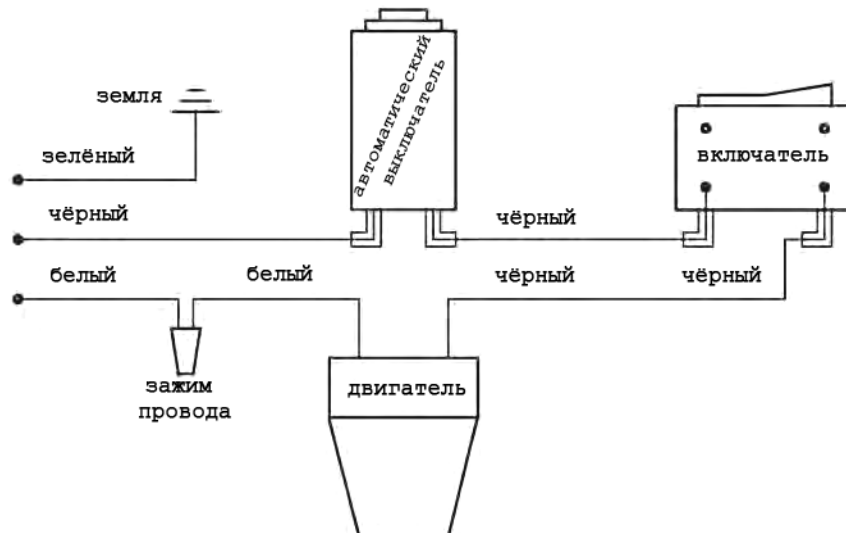 земля
автоматический
выключатель
включатель
зелёный
чёрный
чёрный
белый
белый
чёрный
чёрный
зажим
провода
двигатель